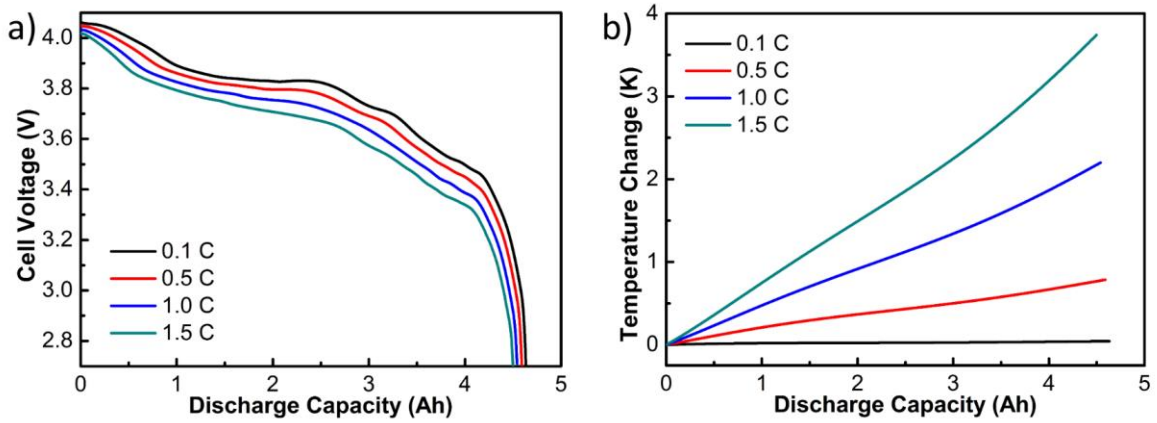 a)
Cell Voltage (V)
4.0
3.8
3.6
3.4
3.2
3.0
2.8
0.1 C
0.5 C
1.0 C
1.5 C
0 1 2 3 4 5
Discharge Capacity (Ah)
b)
Temperature Change (K)
4
3
2
1
0
0.1 C
0.5 C
1.0 C
1.5 C
0 1 2 3 4 5
Discharge Capacity (Ah)